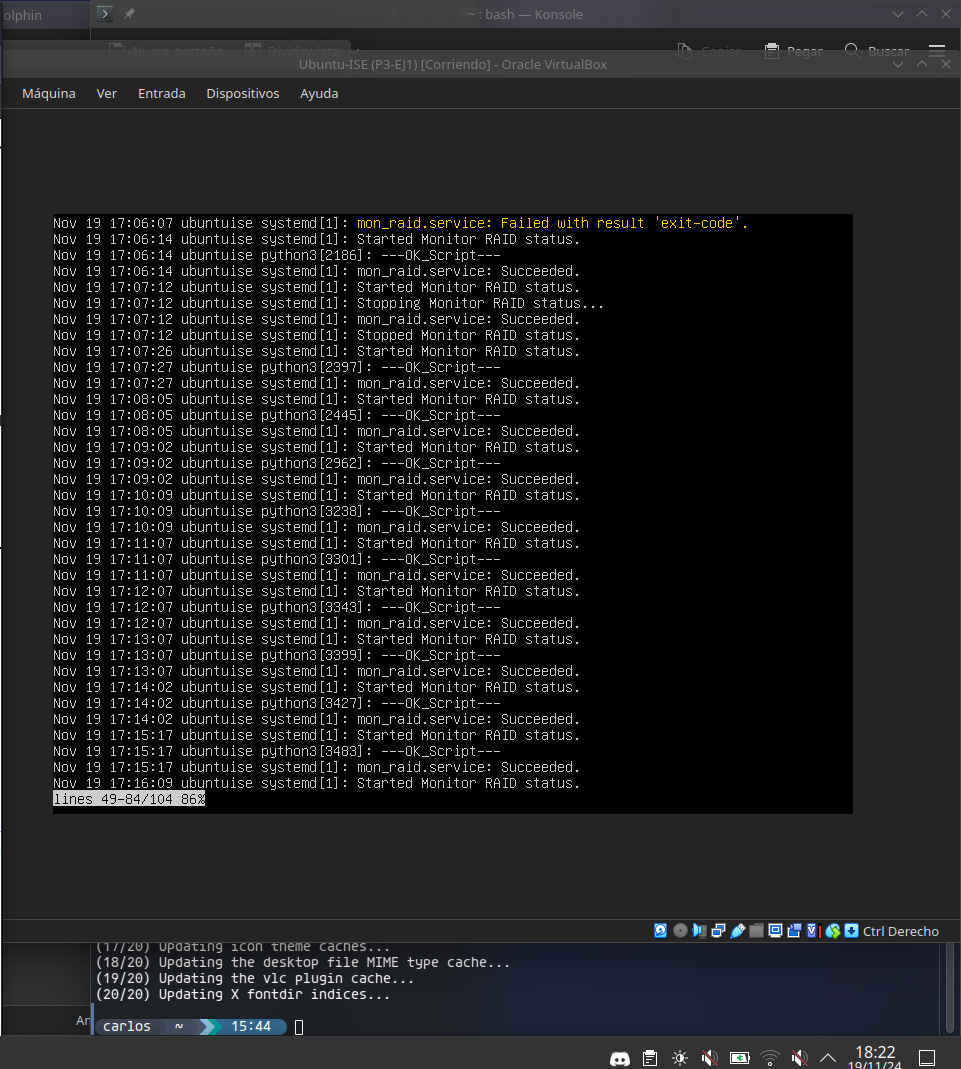 olphin
~ : bash — Konsole
Nueva pestaña Dividir vista Copiar Pegar Buscar
Ubuntu-ISE (P3-EJ1) [Corriendo] - Oracle VirtualBox
Máquina Ver Entrada Dispositivos Ayuda
Nov 19 17:06:07 ubuntuise systemd[1]: mon_raid.service: Failed with result 'exit-code'.
Nov 19 17:06:14 ubuntuise systemd[1]: Started Monitor RAID status.
Nov 19 17:06:14 ubuntuise python3[2186]: ---OK_Script---
Nov 19 17:06:14 ubuntuise systemd[1]: mon_raid.service: Succeeded.
Nov 19 17:07:12 ubuntuise systemd[1]: Started Monitor RAID status.
Nov 19 17:07:12 ubuntuise systemd[1]: Stopping Monitor RAID status...
Nov 19 17:07:12 ubuntuise systemd[1]: mon_raid.service: Succeeded.
Nov 19 17:07:12 ubuntuise systemd[1]: Stopped Monitor RAID status.
Nov 19 17:07:26 ubuntuise systemd[1]: Started Monitor RAID status.
Nov 19 17:07:27 ubuntuise python3[2397]: ---OK_Script---
Nov 19 17:07:27 ubuntuise systemd[1]: mon_raid.service: Succeeded.
Nov 19 17:08:05 ubuntuise systemd[1]: Started Monitor RAID status.
Nov 19 17:08:05 ubuntuise python3[2445]: ---OK_Script---
Nov 19 17:08:05 ubuntuise systemd[1]: mon_raid.service: Succeeded.
Nov 19 17:09:02 ubuntuise systemd[1]: Started Monitor RAID status.
Nov 19 17:09:02 ubuntuise python3[2962]: ---OK_Script---
Nov 19 17:09:02 ubuntuise systemd[1]: mon_raid.service: Succeeded.
Nov 19 17:10:09 ubuntuise systemd[1]: Started Monitor RAID status.
Nov 19 17:10:09 ubuntuise python3[3238]: ---OK_Script---
Nov 19 17:10:09 ubuntuise systemd[1]: mon_raid.service: Succeeded.
Nov 19 17:11:07 ubuntuise systemd[1]: Started Monitor RAID status.
Nov 19 17:11:07 ubuntuise python3[3301]: ---OK_Script---
Nov 19 17:11:07 ubuntuise systemd[1]: mon_raid.service: Succeeded.
Nov 19 17:12:07 ubuntuise systemd[1]: Started Monitor RAID status.
Nov 19 17:12:07 ubuntuise python3[3343]: ---OK_Script---
Nov 19 17:12:07 ubuntuise systemd[1]: mon_raid.service: Succeeded.
Nov 19 17:13:07 ubuntuise systemd[1]: Started Monitor RAID status.
Nov 19 17:13:07 ubuntuise python3[3399]: ---OK_Script---
Nov 19 17:13:07 ubuntuise systemd[1]: mon_raid.service: Succeeded.
Nov 19 17:14:02 ubuntuise systemd[1]: Started Monitor RAID status.
Nov 19 17:14:02 ubuntuise python3[3427]: ---OK_Script---
Nov 19 17:14:02 ubuntuise systemd[1]: mon_raid.service: Succeeded.
Nov 19 17:15:17 ubuntuise systemd[1]: Started Monitor RAID status.
Nov 19 17:15:17 ubuntuise python3[3483]: ---OK_Script---
Nov 19 17:15:17 ubuntuise systemd[1]: mon_raid.service: Succeeded.
Nov 19 17:16:09 ubuntuise systemd[1]: Started Monitor RAID status.
lines 49-84/104 86%
Ctrl Derecho
(17/20) Updating icon theme caches...
(18/20) Updating the desktop file MIME type cache...
(19/20) Updating the vlc plugin cache...
(20/20) Updating X fontdir indices...
An
carlos ~ 15:44
18:22
19/11/24